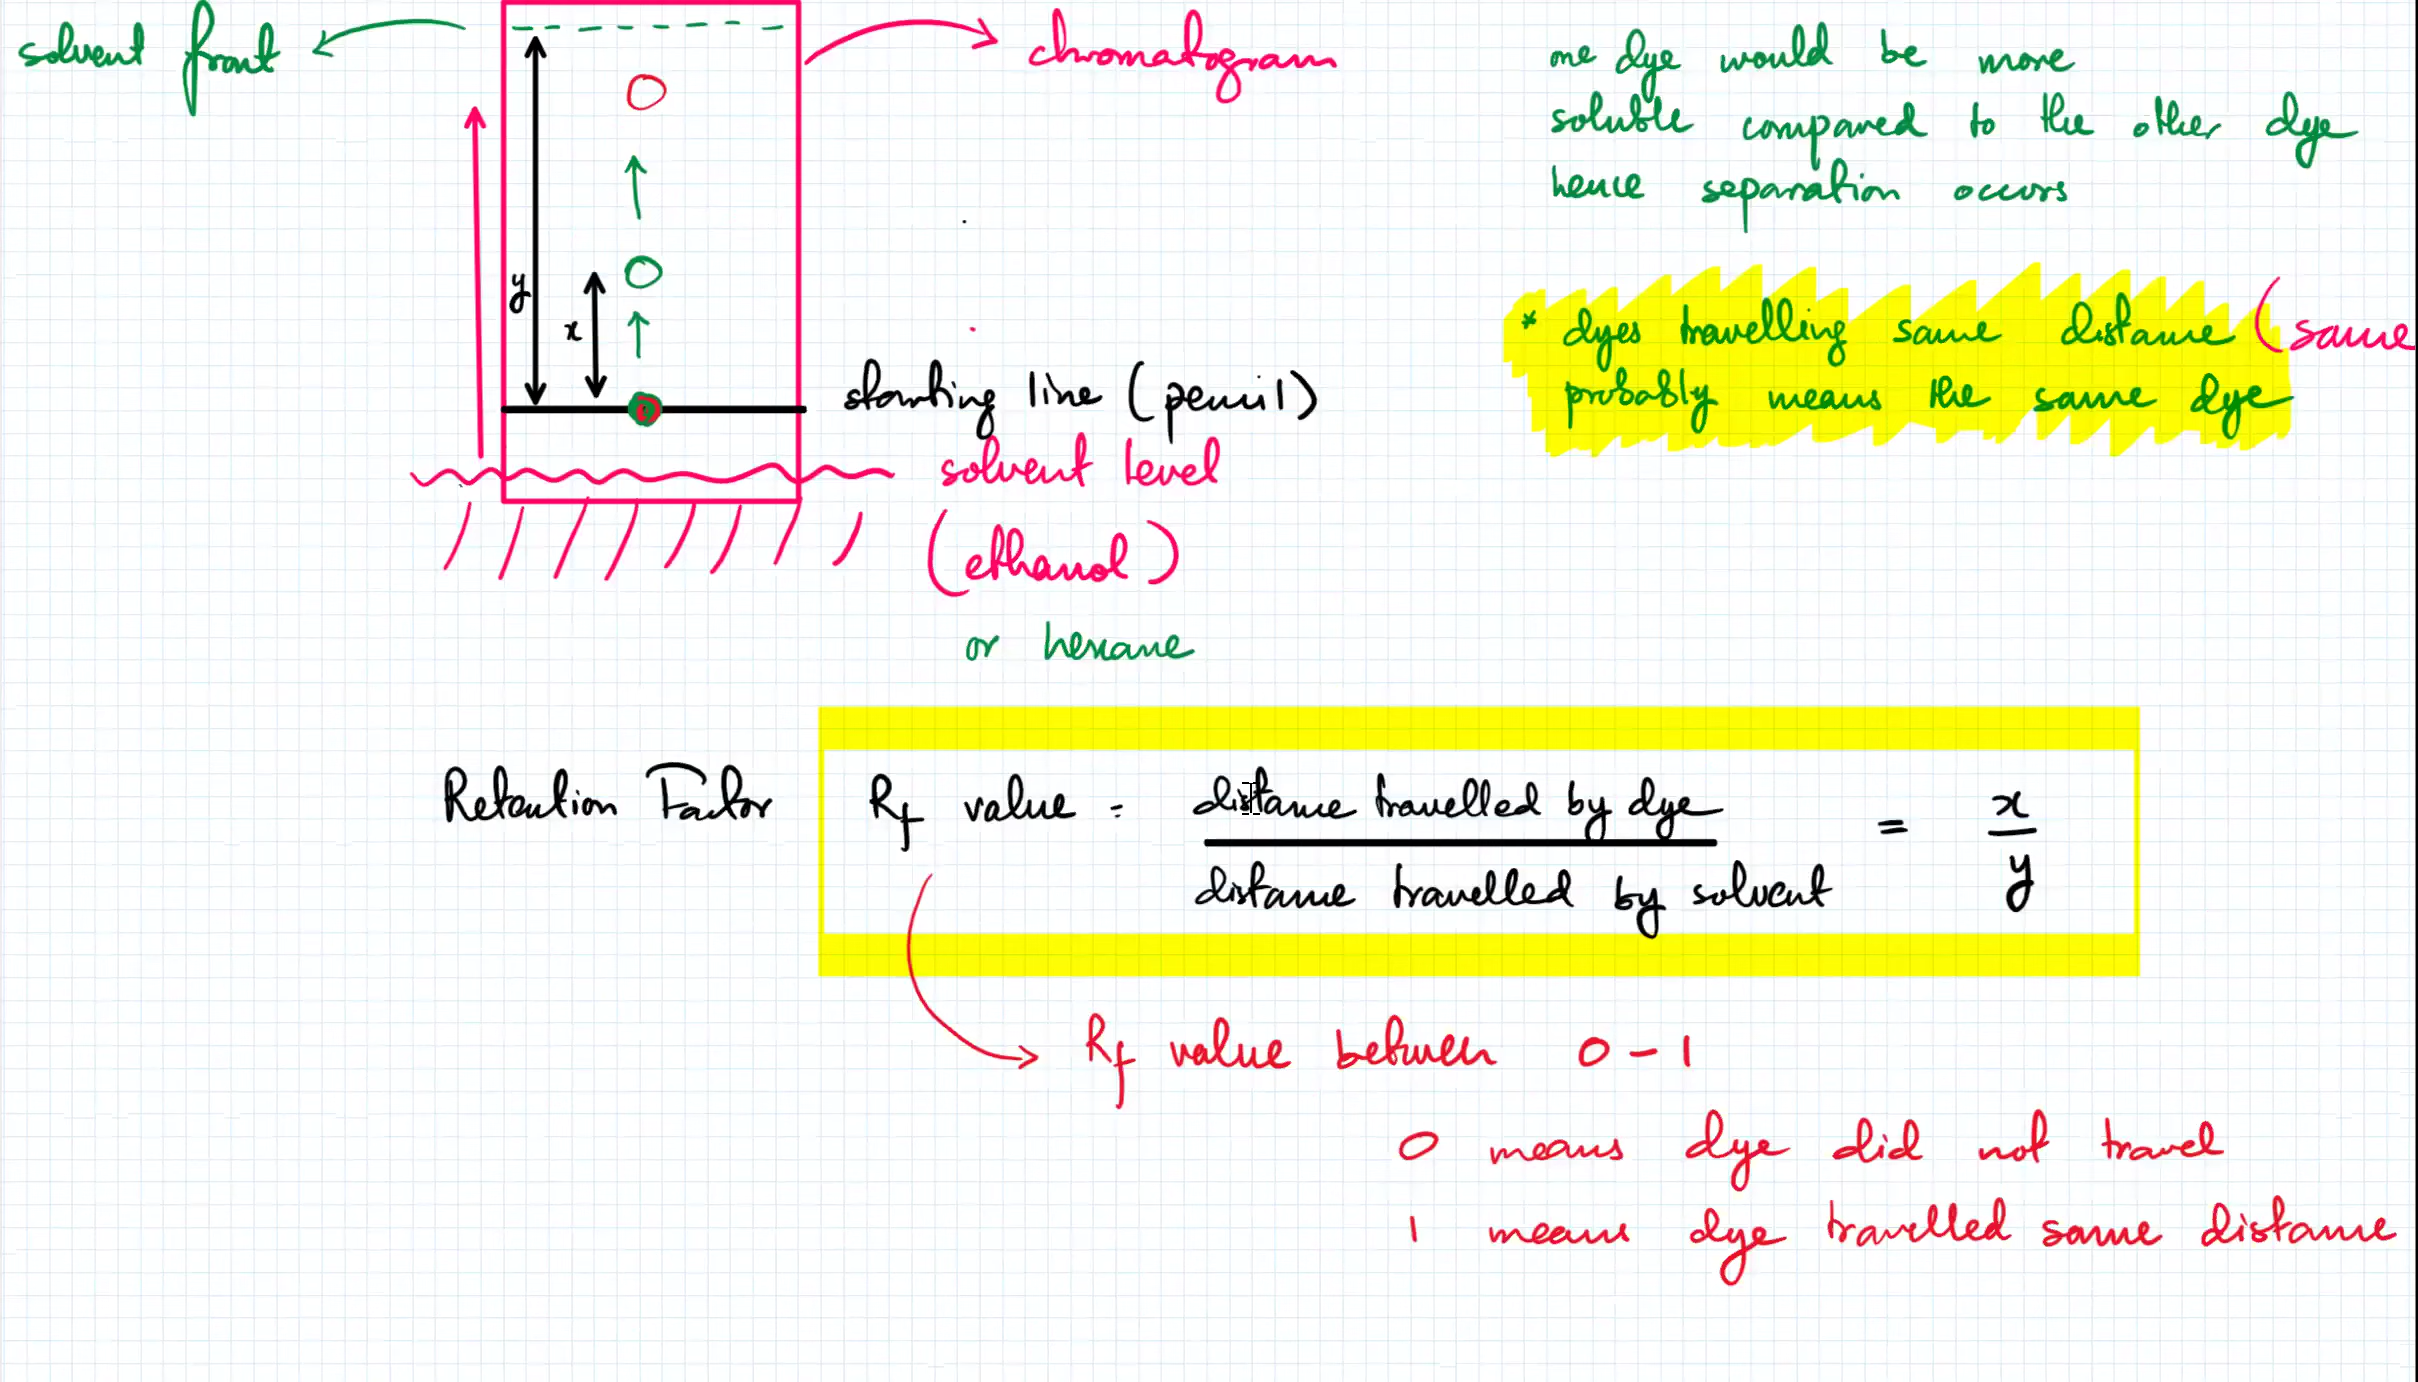 solvent front
chromatogram
one dye would be more
soluble compared to the other dye
hence separation occurs
y
x
* dyes travelling same distance (same
probably means the same dye
starting line (pencil)
solvent level
(ethanol)
or hexane
Retention Factor Rf value = distance travelled by dye = x
distance travelled by solvent y
Rf value between 0 - 1
0 means dye did not travel
1 means dye travelled same distance